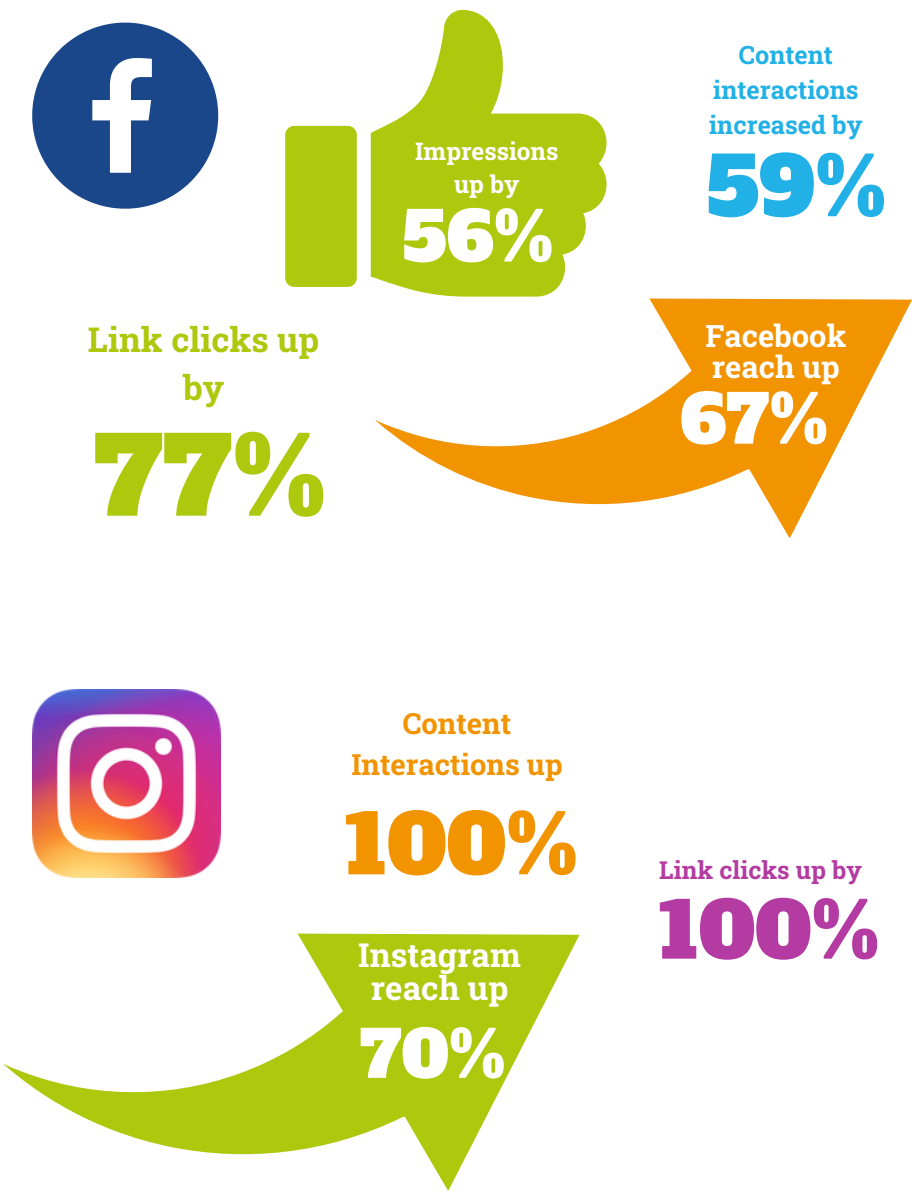 Impressions
up by
56%
Content
interactions
increased by
59%
Link clicks up
by
77%
Facebook
reach up
67%
Content
Interactions up
100%
Link clicks up by
100%
Instagram
reach up
70%